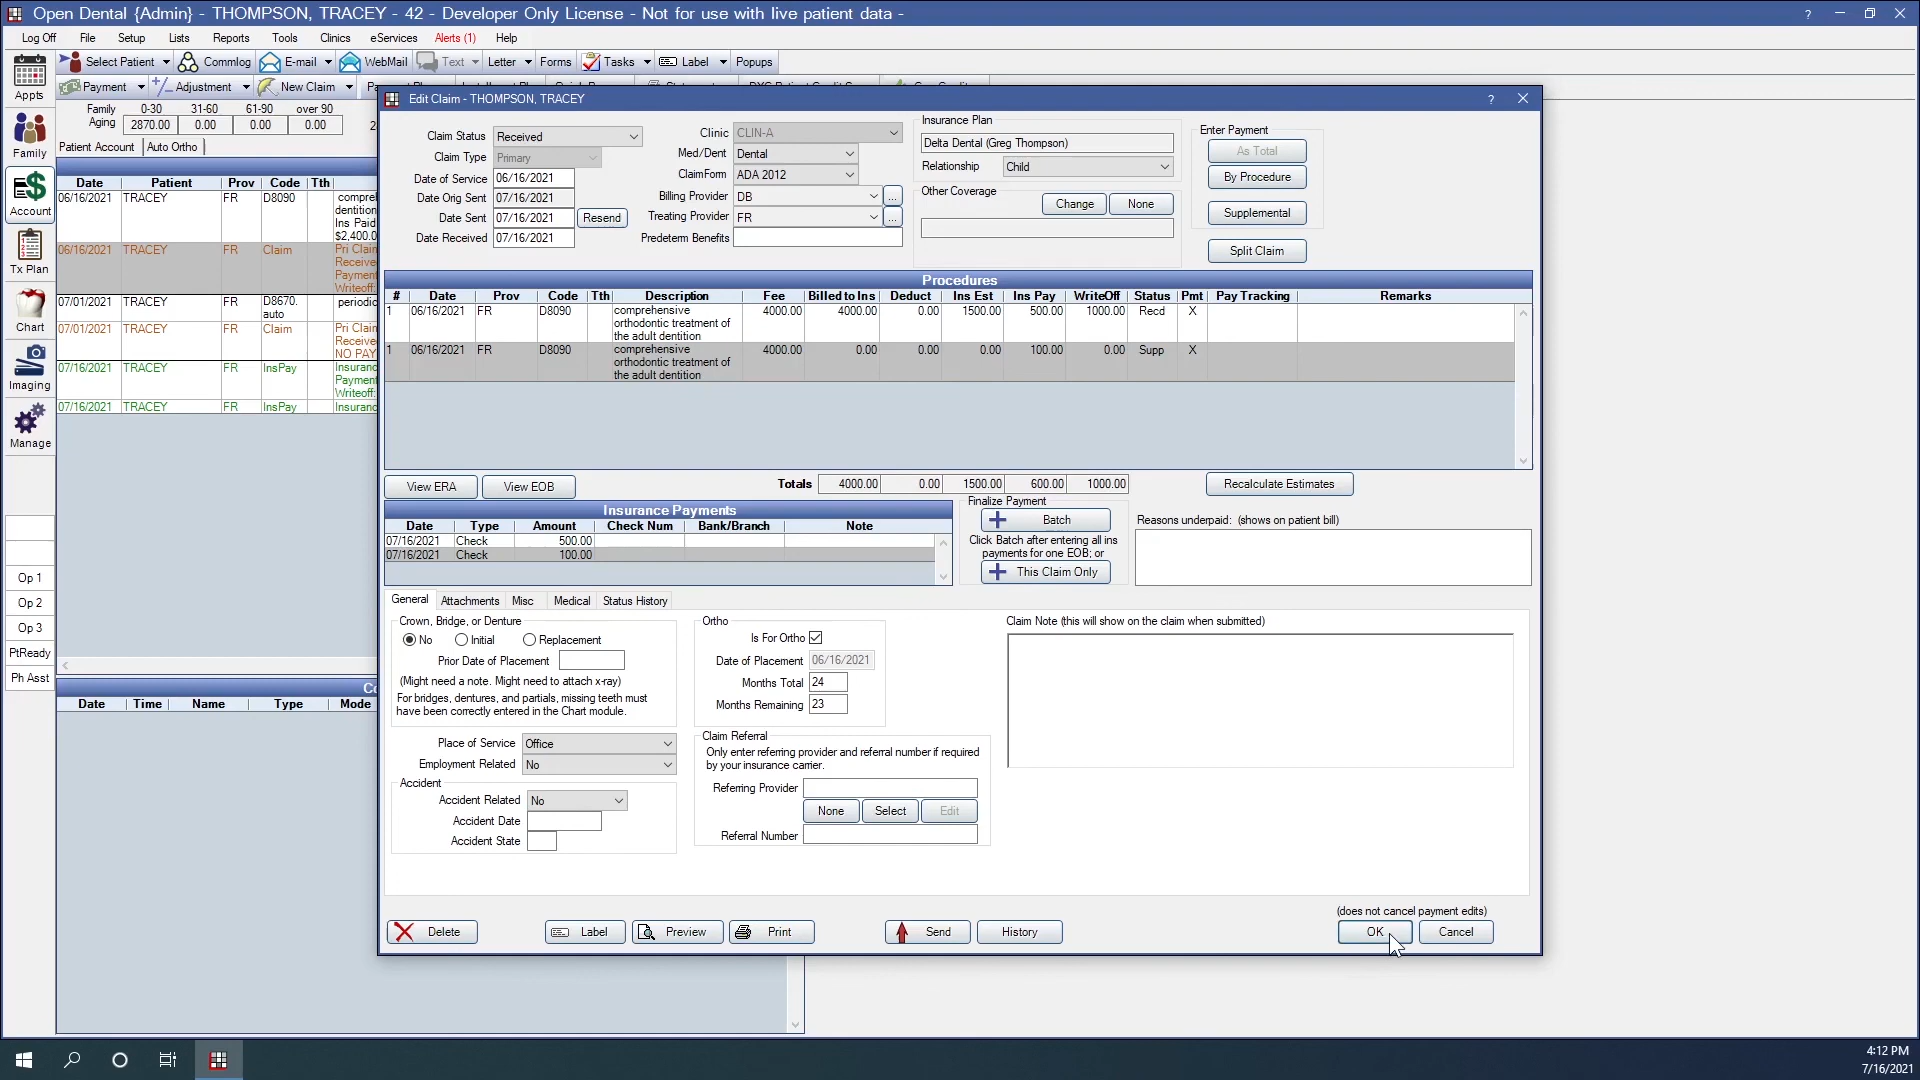 Open Dental {Admin} - THOMPSON, TRACEY - 42 - Developer Only License - Not for use with live patient data -
Log Off File Setup Lists Reports Tools Clinics eServices Alerts (1) Help
Select Patient Commlog E-mail WebMail Text Letter Forms Tasks Label Popups
Payment Adjustment New Claim
Family Aging
0-30 31-60 61-90 over 90
2870.00 0.00 0.00 0.00 2
Patient Account Auto Ortho
Date Patient Prov Code Tth
06/16/2021 TRACEY FR D8090 compreh
dentition
Ins Paid
$2,400.0
06/16/2021 TRACEY FR Claim Pri Claim
Receive
Payment
Writeoff:
07/01/2021 TRACEY FR D8670. auto periodic
07/01/2021 TRACEY FR Claim Pri Claim
Receive
NO PAY
07/16/2021 TRACEY FR InsPay Insuranc
Payment
Writeoff:
07/16/2021 TRACEY FR InsPay Insuranc
Appts
Family
Account
Tx Plan
Chart
Imaging
Manage
Op 1
Op 2
Op 3
PtReady
Ph Asst
Co
Date Time Name Type Mode
Edit Claim - THOMPSON, TRACEY
Claim Status Received
Claim Type Primary
Date of Service 06/16/2021
Date Orig Sent 07/16/2021
Date Sent 07/16/2021 Resend
Date Received 07/16/2021
Clinic CLIN-A
Med/Dent Dental
ClaimForm ADA 2012
Billing Provider DB ...
Treating Provider FR ...
Predeterm Benefits
Insurance Plan
Delta Dental (Greg Thompson)
Relationship Child
Other Coverage
Change None
Enter Payment
As Total
By Procedure
Supplemental
Split Claim
Procedures
# Date Prov Code Tth Description Fee Billed to Ins Deduct Ins Est Ins Pay WriteOff Status Pmt Pay Tracking Remarks
1 06/16/2021 FR D8090 comprehensive 4000.00 4000.00 0.00 1500.00 500.00 1000.00 Recd X
orthodontic treatment of
the adult dentition
1 06/16/2021 FR D8090 comprehensive 4000.00 0.00 0.00 0.00 100.00 0.00 Supp X
orthodontic treatment of
the adult dentition
View ERA View EOB
Totals 4000.00 0.00 1500.00 600.00 1000.00
Recalculate Estimates
Insurance Payments
Date Type Amount Check Num Bank/Branch Note
07/16/2021 Check 500.00
07/16/2021 Check 100.00
Finalize Payment
Batch
Click Batch after entering all ins
payments for one EOB; or
This Claim Only
Reasons underpaid: (shows on patient bill)
General Attachments Misc Medical Status History
Crown, Bridge, or Denture
No Initial Replacement
Prior Date of Placement
(Might need a note. Might need to attach x-ray)
For bridges, dentures, and partials, missing teeth must
have been correctly entered in the Chart module.
Place of Service Office
Employment Related No
Accident
Accident Related No
Accident Date
Accident State
Ortho
Is For Ortho
Date of Placement 06/16/2021
Months Total 24
Months Remaining 23
Claim Referral
Only enter referring provider and referral number if required
by your insurance carrier.
Referring Provider
None Select Edit
Referral Number
Claim Note (this will show on the claim when submitted)
(does not cancel payment edits)
Delete Label Preview Print Send History OK Cancel
4:12 PM
7/16/2021